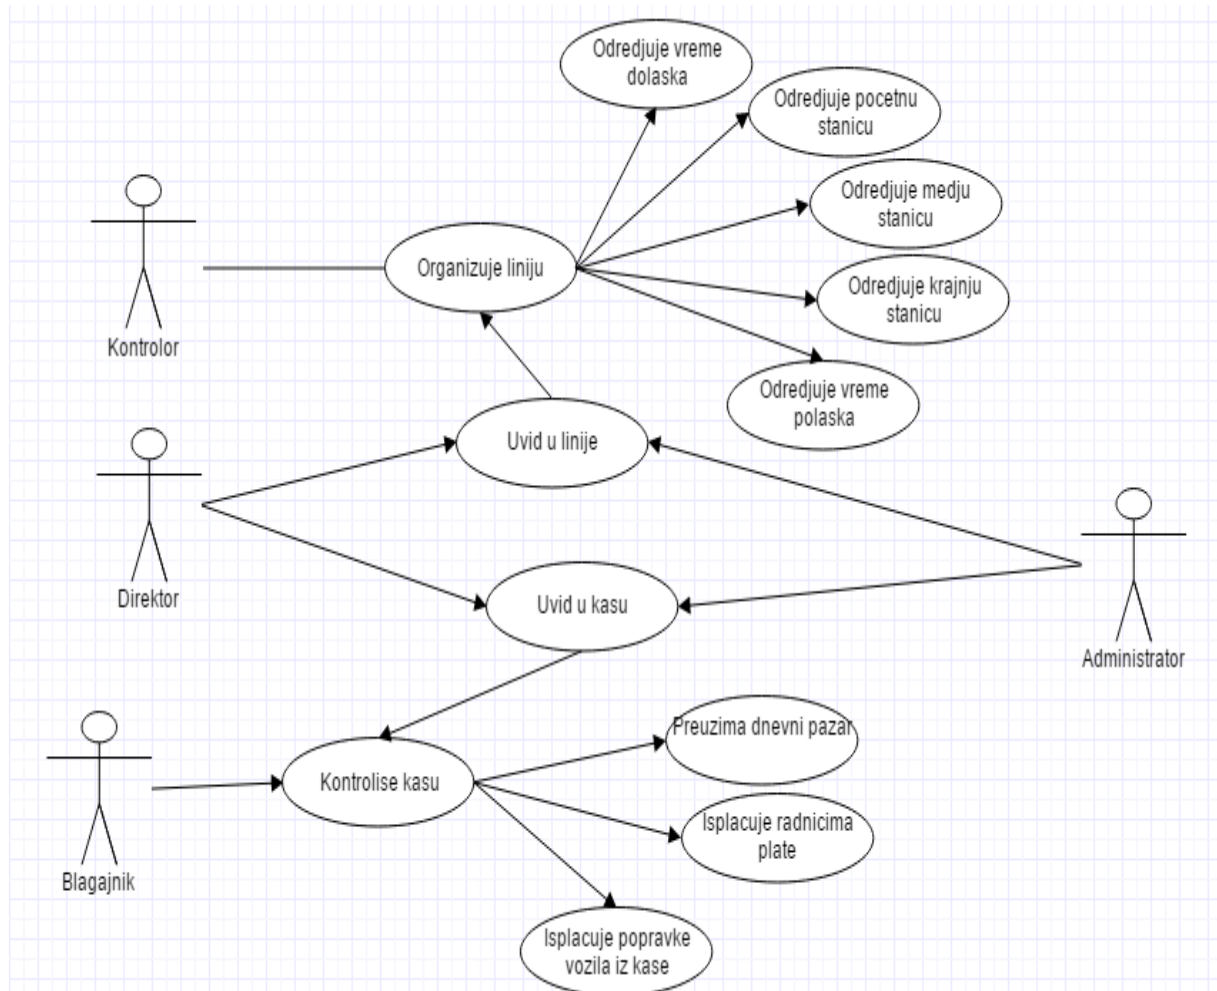 Odredjuje vreme
dolaska
Odredjuje pocetnu
stanicu
Odredjuje medju
stanicu
Organizuje liniju
Odredjuje krajnju
stanicu
Kontrolor
Odredjuje vreme
polaska
Uvid u linije
Direktor
Uvid u kasu
Administrator
Preuzima dnevni pazar
Kontrolise kasu
Isplacuje radnicima
plate
Blagajnik
Isplacuje popravke
vozila iz kase